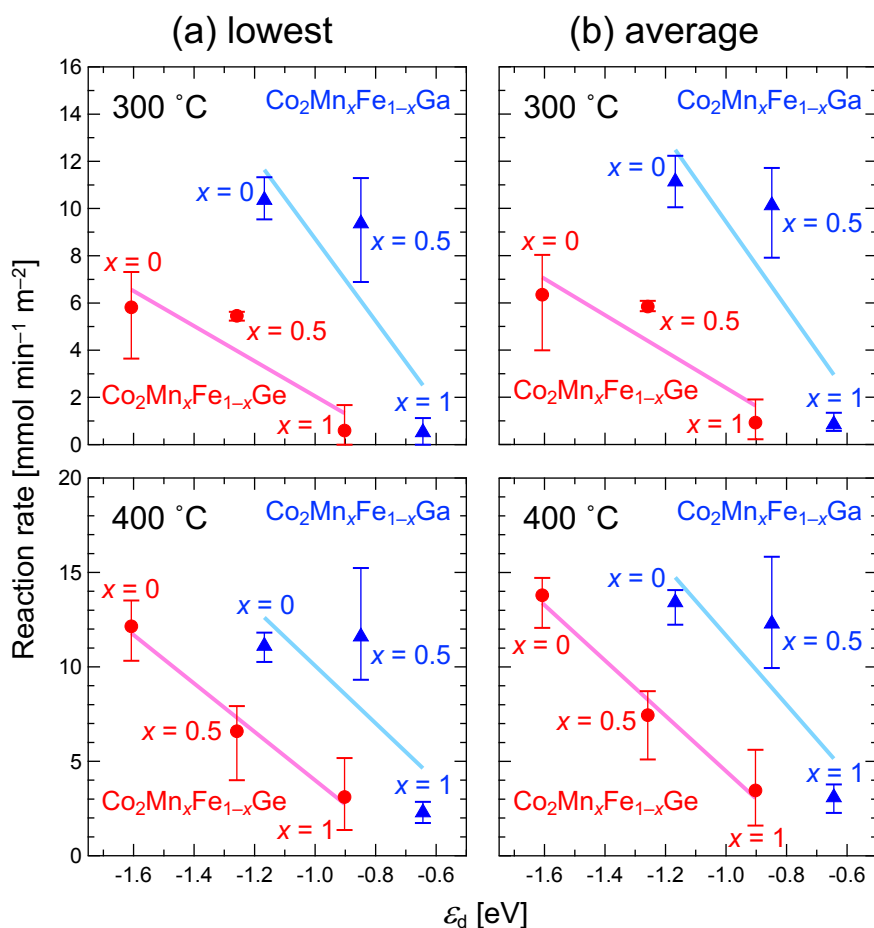 (a) lowest
(b) average
Reaction rate [mmol min⁻¹ m⁻²]
16
14
12
10
8
6
4
2
0
300 ˚C
Co₂MnₓFe₁₋ₓGa
x = 0
x = 0.5
x = 0
x = 0.5
Co₂MnₓFe₁₋ₓGe
x = 1
x = 1
300 ˚C
Co₂MnₓFe₁₋ₓGa
x = 0
x = 0.5
x = 0
x = 0.5
Co₂MnₓFe₁₋ₓGe
x = 1
x = 1
20
15
10
5
0
400 ˚C
Co₂MnₓFe₁₋ₓGa
x = 0
x = 0
x = 0.5
x = 0.5
Co₂MnₓFe₁₋ₓGe
x = 1
x = 1
-1.6 -1.4 -1.2 -1.0 -0.8 -0.6
400 ˚C
Co₂MnₓFe₁₋ₓGa
x = 0
x = 0
x = 0.5
x = 0.5
Co₂MnₓFe₁₋ₓGe
x = 1
x = 1
-1.6 -1.4 -1.2 -1.0 -0.8 -0.6
εd [eV]